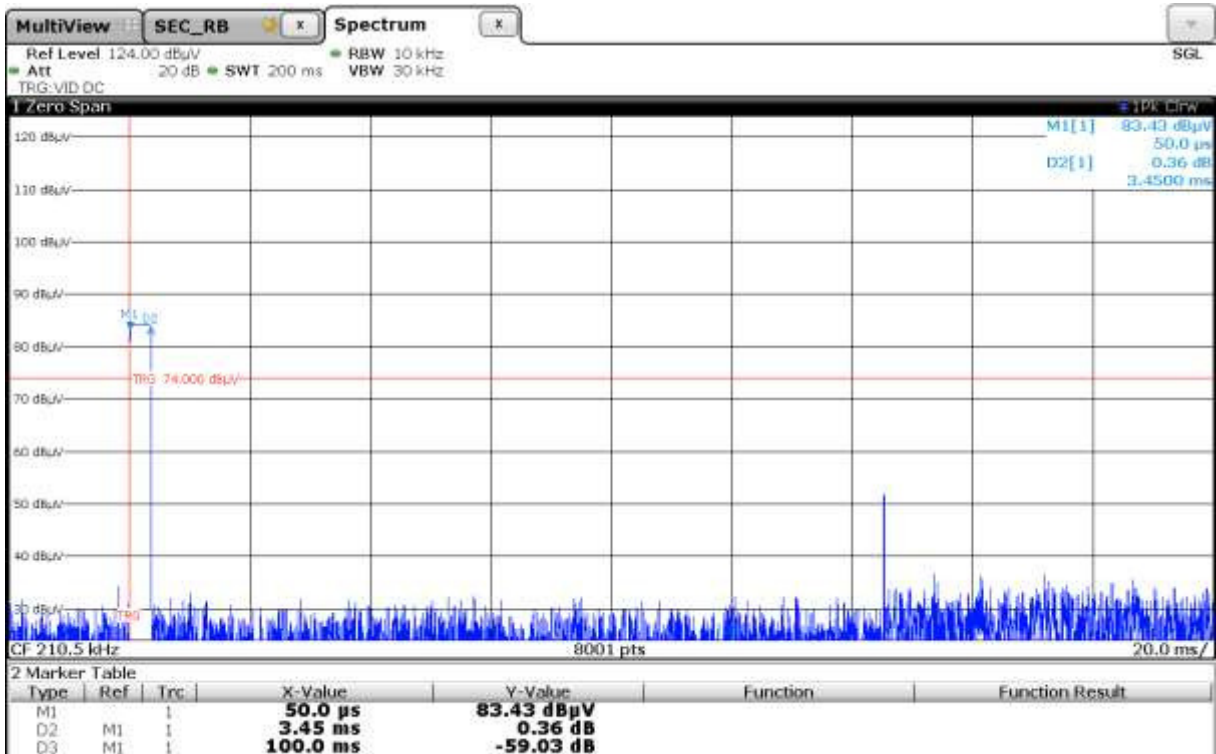 MultiView SEC_RB x Spectrum x
Ref Level 124.00 dBµV RBW 10 kHz SGL
Att 20 dB SWT 200 ms VBW 30 kHz
TRG:VID DC
1 Zero Span 1Pk Clrw
M1[1] 83.43 dBµV
50.0 µs
D2[1] 0.36 dB
3.4500 ms
120 dBµV
110 dBµV
100 dBµV
90 dBµV
M1 D2
80 dBµV
TRG 74.000 dBµV
70 dBµV
60 dBµV
50 dBµV
40 dBµV
30 dBµV
TRG
CF 210.5 kHz 8001 pts 20.0 ms/
2 Marker Table
Type Ref Trc X-Value Y-Value Function Function Result
M1 1 50.0 µs 83.43 dBµV
D2 M1 1 3.45 ms 0.36 dB
D3 M1 1 100.0 ms -59.03 dB